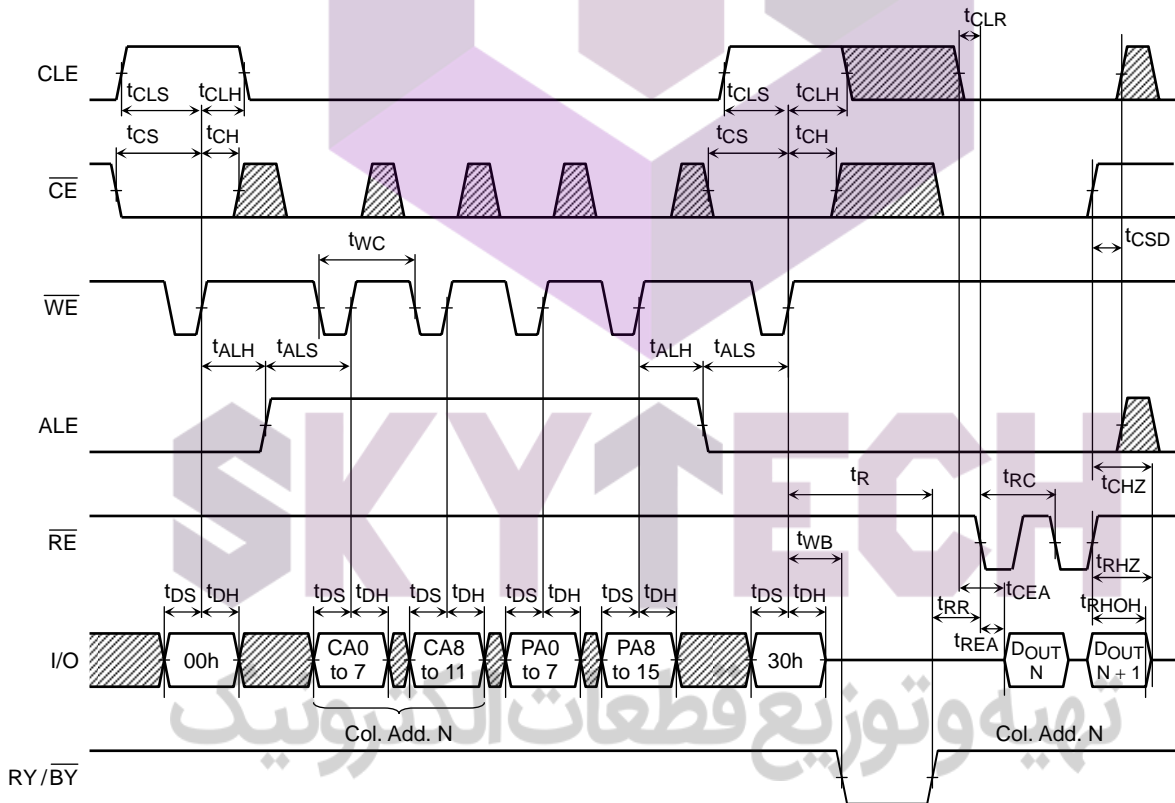 tCLR
CLE
tCLS tCLH tCLS tCLH
tCS tCH tCS tCH
CE
tWC tCSD
WE
tALH tALS tALH tALS
ALE
tR tRC tCHZ
RE
tWB tRHZ
tDS tDH tDS tDH tDS tDH tDS tDH tDS tDH tDS tDH tCEA
tRR tRHOH
tREA
I/O 00h CA0 to 7 CA8 to 11 PA0 to 7 PA8 to 15 30h DOUT N DOUT N + 1
SKYTECH
تهیه و توزیع قطعات الکترونیک
Col. Add. N Col. Add. N
RY/BY